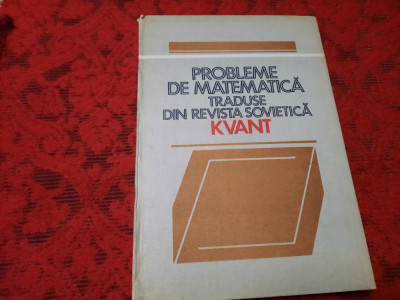 PROBLEME
DE MATEMATICĂ
TRADUSE
DIN REVISTA SOVIETICĂ
KVANT